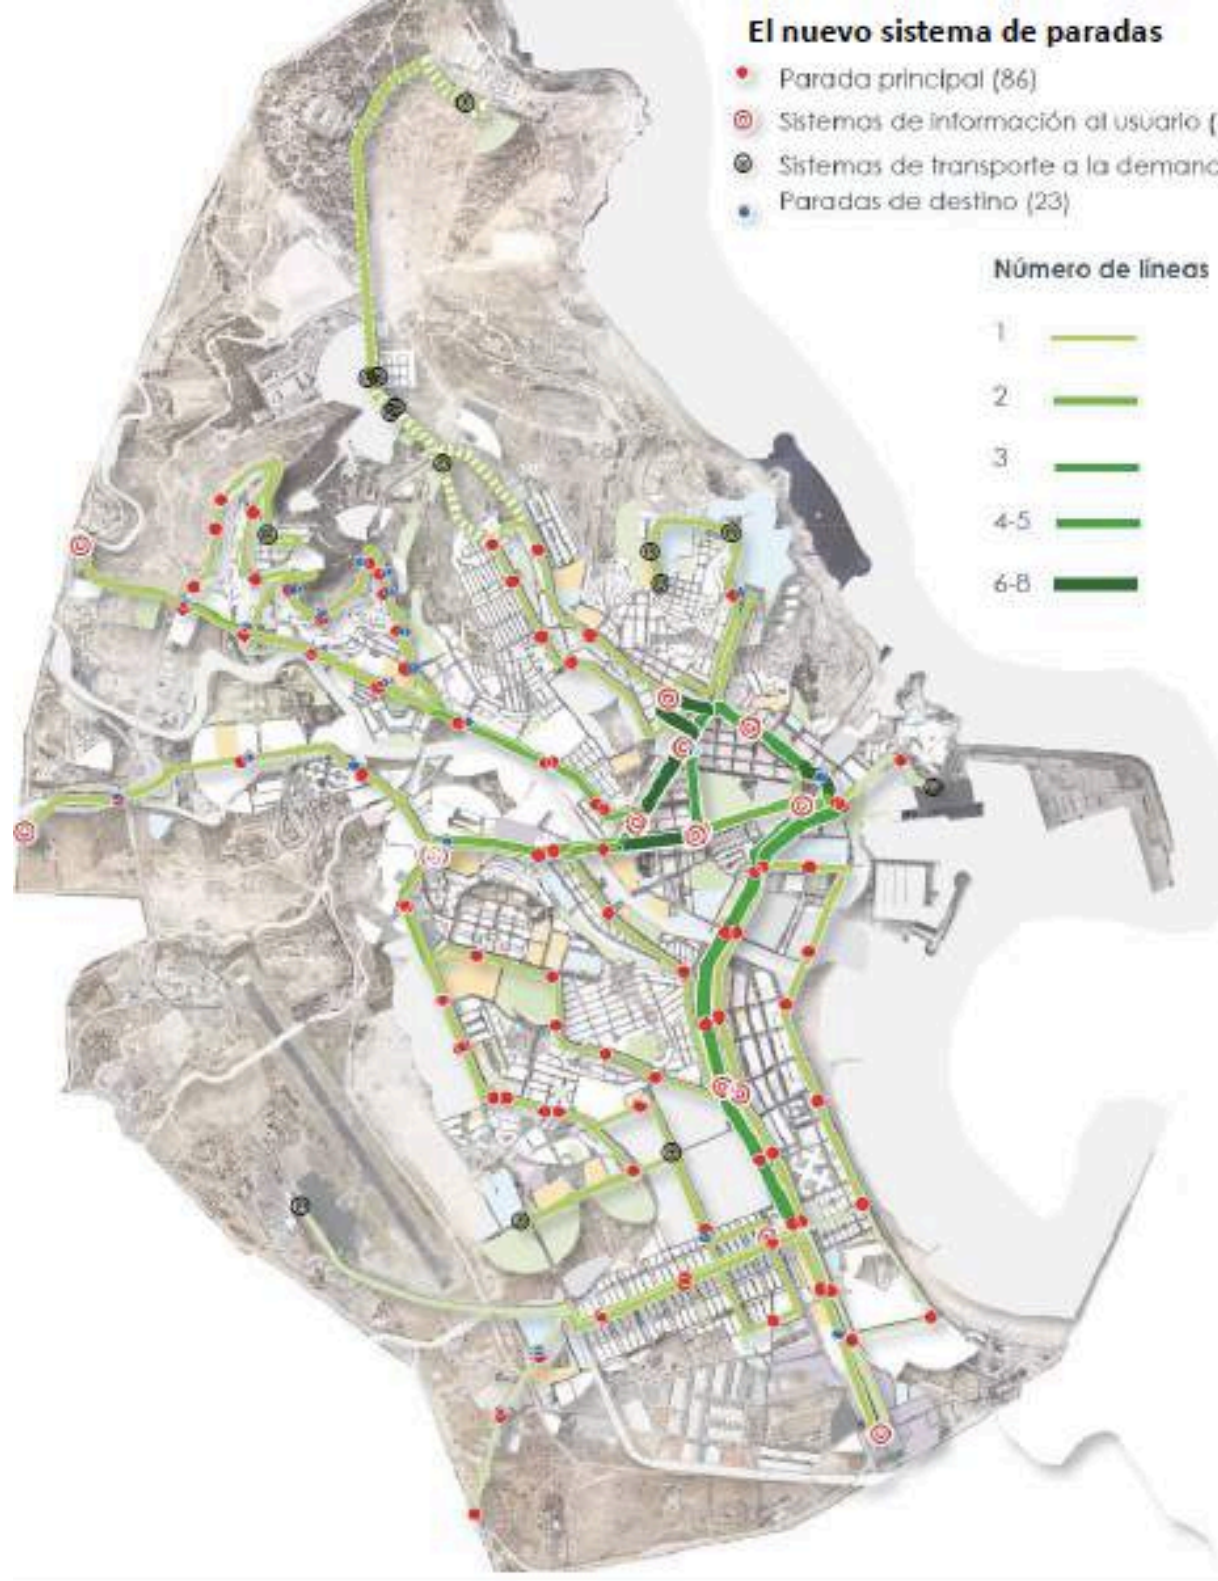 El nuevo sistema de paradas
Parada principal (86)
Sistemas de información al usuario (
Sistemas de transporte a la demand
Paradas de destino (23)
Número de líneas
1
2
3
4-5
6-8